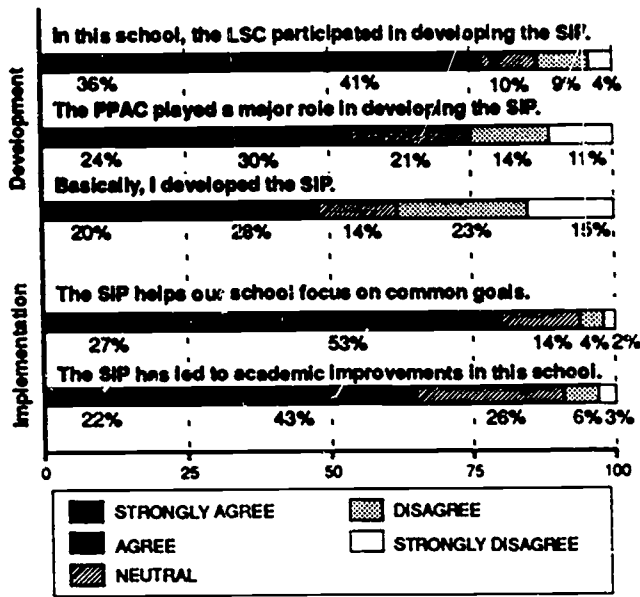 In this school, the LSC participated in developing the SIP.
36% 41% 10% 9% 4%
The PPAC played a major role in developing the SIP.
24% 30% 21% 14% 11%
Basically, I developed the SIP.
20% 28% 14% 23% 15%
Development
The SIP helps our school focus on common goals.
27% 53% 14% 4% 2%
The SIP has led to academic improvements in this school.
22% 43% 26% 6% 3%
Implementation
0 25 50 75 100
STRONGLY AGREE
AGREE
NEUTRAL
DISAGREE
STRONGLY DISAGREE